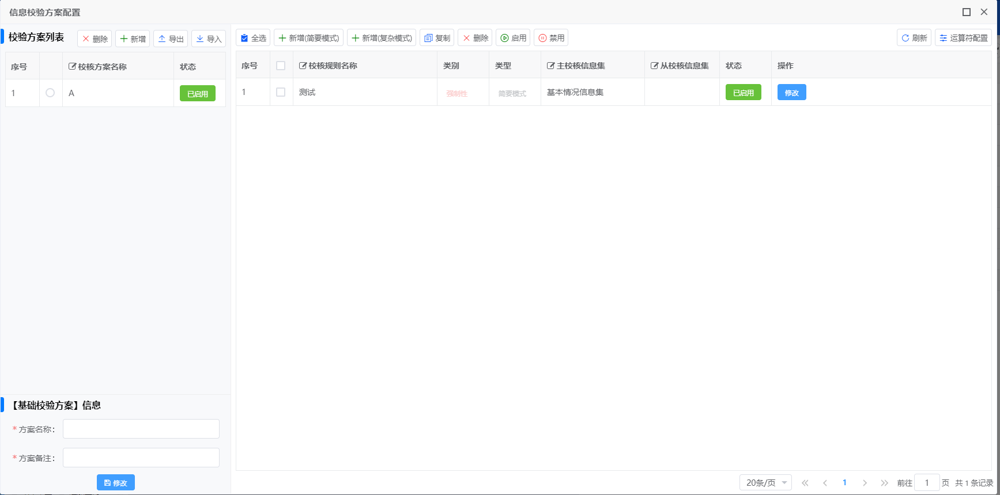 信息校验方案配置
校验方案列表 删除 新增 导出 导入
序号 校核方案名称 状态
1 A 已启用
【基础校验方案】信息
* 方案名称：
* 方案备注：
修改
全选 新增(简要模式) 新增(复杂模式) 复制 删除 启用 禁用 刷新 运算符配置
序号 校核规则名称 类别 类型 主校核信息集 从校核信息集 状态 操作
1 测试 强制性 简要模式 基本情况信息集 已启用 修改
20条/页 1 前往 1 页 共 1 条记录